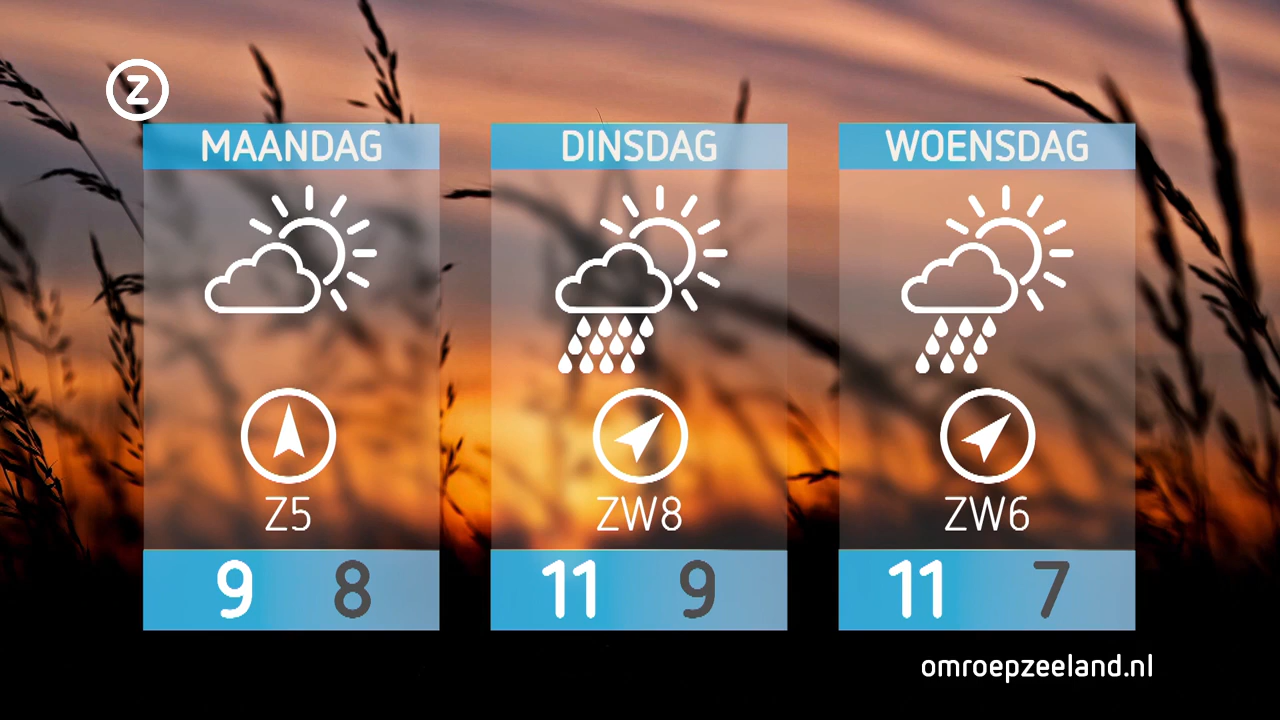 Z
MAANDAG
DINSDAG
WOENSDAG
Z5
ZW8
ZW6
9 8
11 9
11 7
omroepzeeland.nl